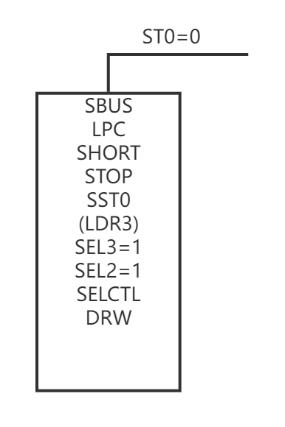 ST0=0
SBUS
LPC
SHORT
STOP
SST0
(LDR3)
SEL3=1
SEL2=1
SELCTL
DRW